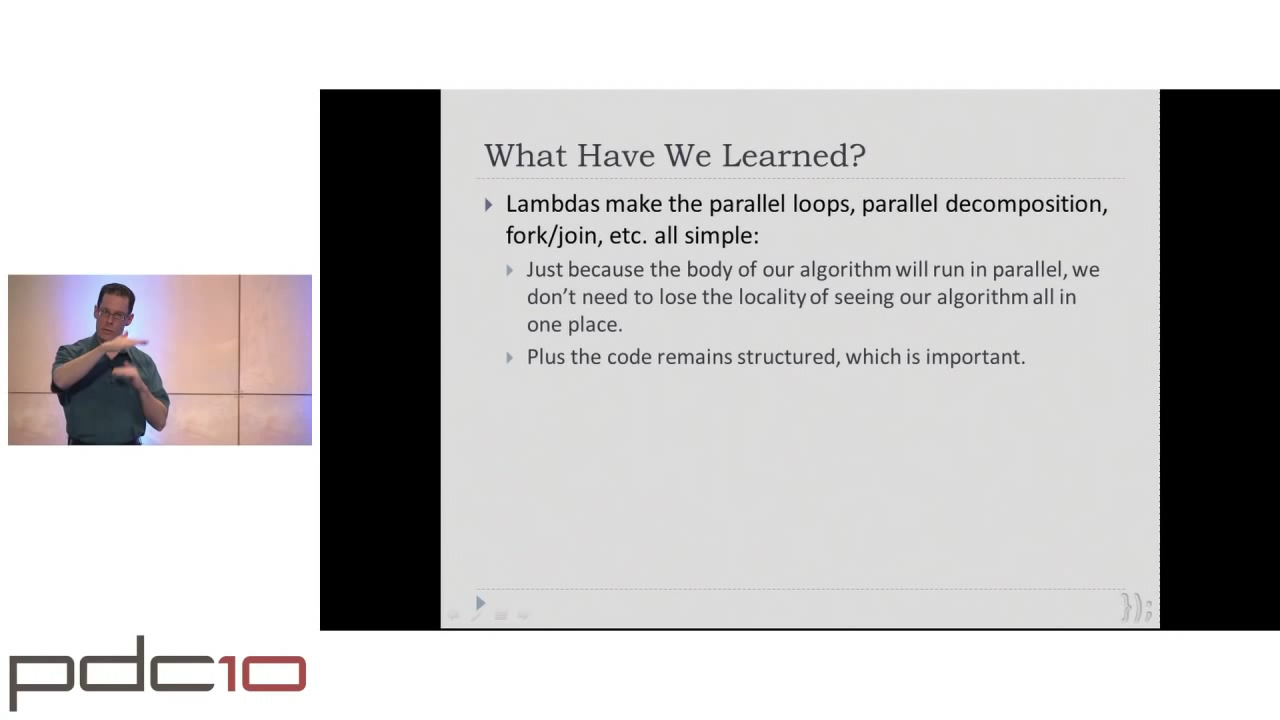 What Have We Learned?
Lambdas make the parallel loops, parallel decomposition,
fork/join, etc. all simple:
Just because the body of our algorithm will run in parallel, we
don’t need to lose the locality of seeing our algorithm all in
one place.
Plus the code remains structured, which is important.
});
pdc10